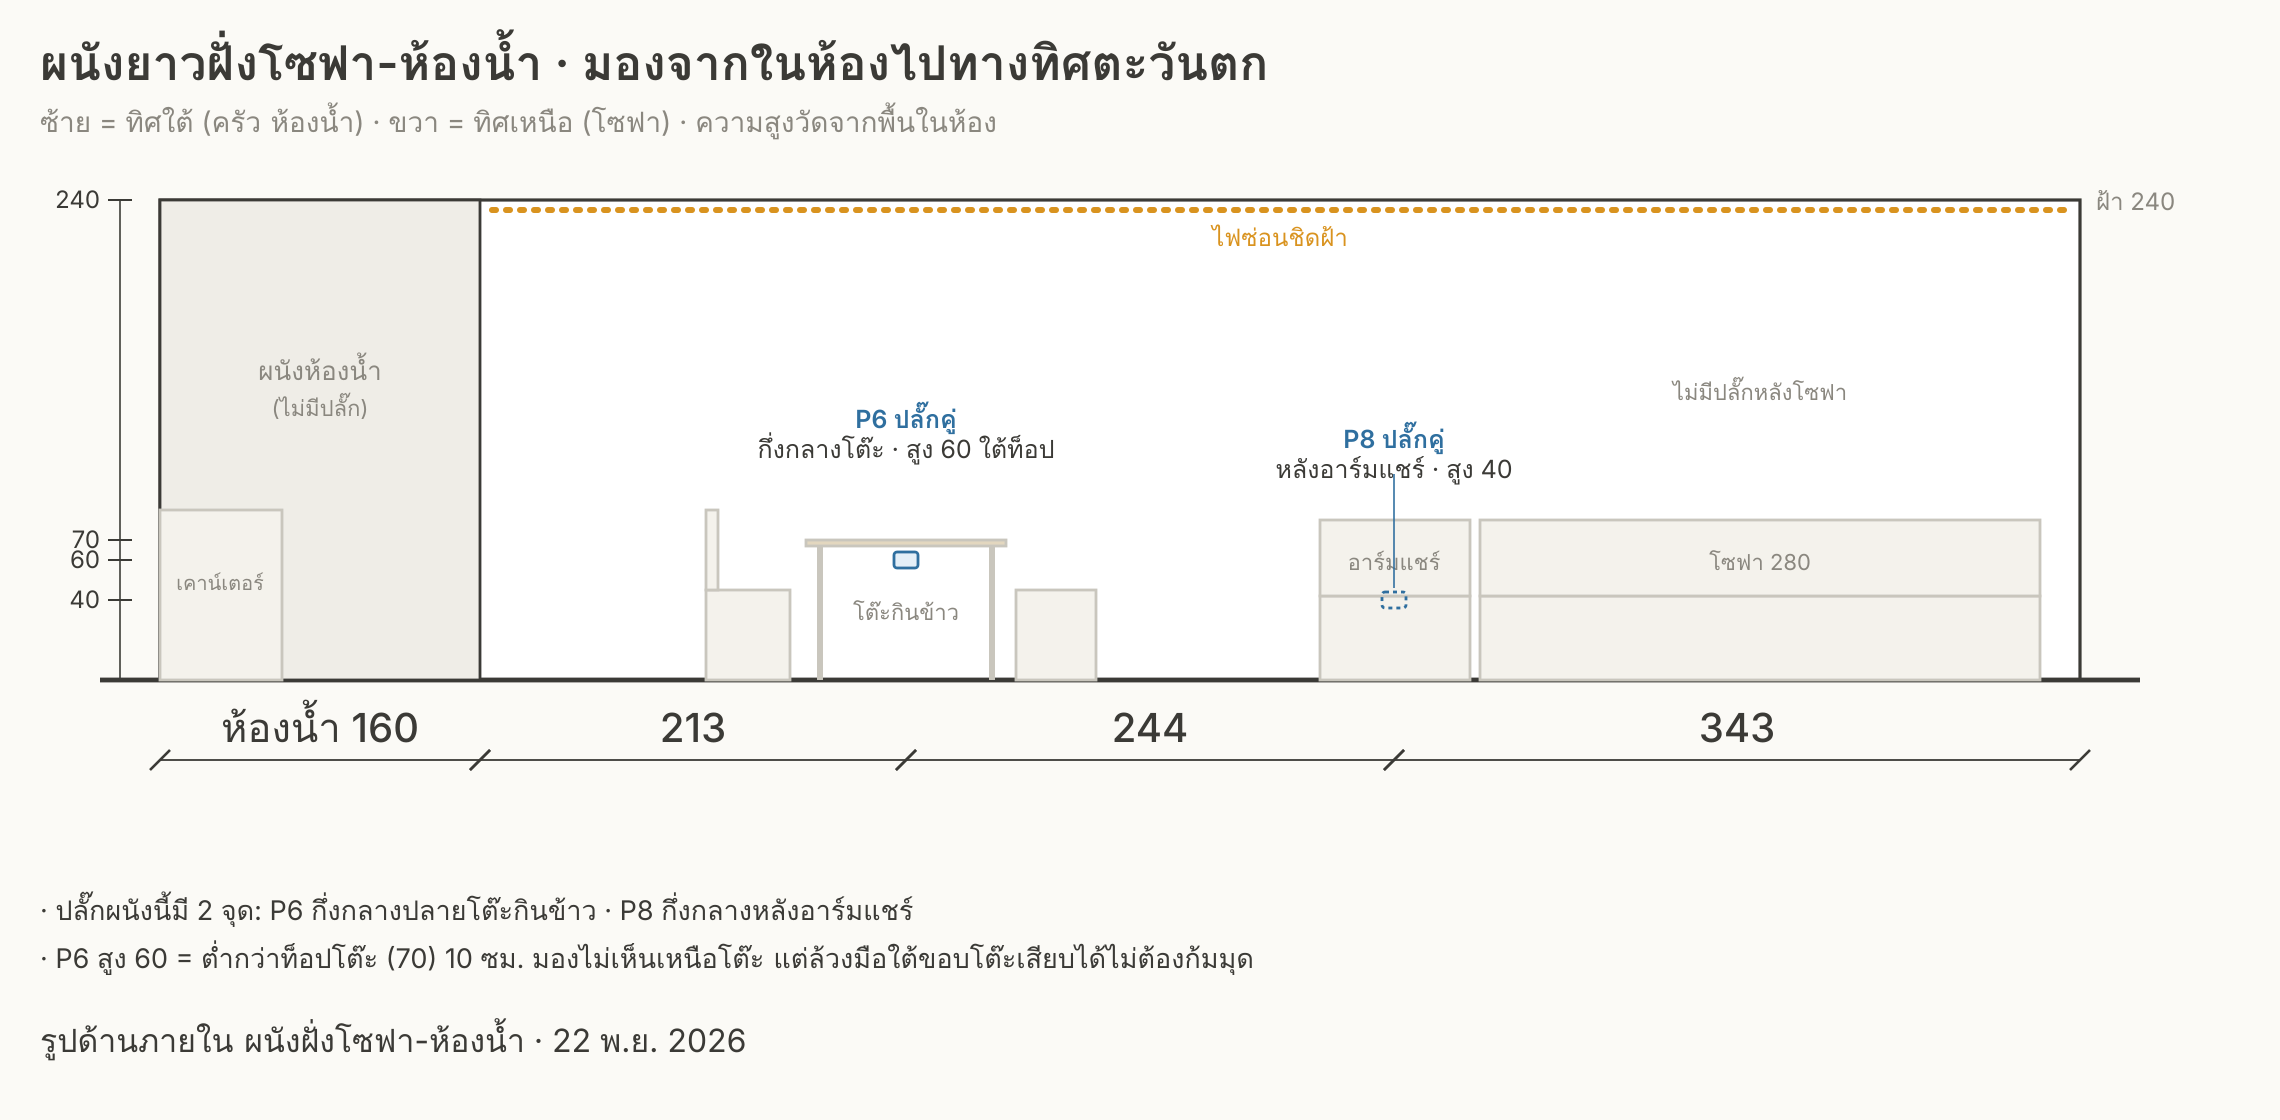 ผนังยาวฝั่งโซฟา-ห้องน้ำ · มองจากในห้องไปทางทิศตะวันตก
ซ้าย = ทิศใต้ (ครัว ห้องน้ำ) · ขวา = ทิศเหนือ (โซฟา) · ความสูงวัดจากพื้นในห้อง
240
ฝ้า 240
ไฟซ่อนชิดฝ้า
ผนังห้องน้ำ
(ไม่มีปลั๊ก)
ไม่มีปลั๊กหลังโซฟา
P6 ปลั๊กคู่
กึ่งกลางโต๊ะ · สูง 60 ใต้ท็อป
P8 ปลั๊กคู่
หลังอาร์มแชร์ · สูง 40
70
60
40
เคาน์เตอร์
โต๊ะกินข้าว
อาร์มแชร์
โซฟา 280
ห้องน้ำ 160
213
244
343
· ปลั๊กผนังนี้มี 2 จุด: P6 กึ่งกลางปลายโต๊ะกินข้าว · P8 กึ่งกลางหลังอาร์มแชร์
· P6 สูง 60 = ต่ำกว่าท็อปโต๊ะ (70) 10 ซม. มองไม่เห็นเหนือโต๊ะ แต่ล้วงมือใต้ขอบโต๊ะเสียบได้ไม่ต้องก้มมุด
รูปด้านภายใน ผนังฝั่งโซฟา-ห้องน้ำ · 22 พ.ย. 2026